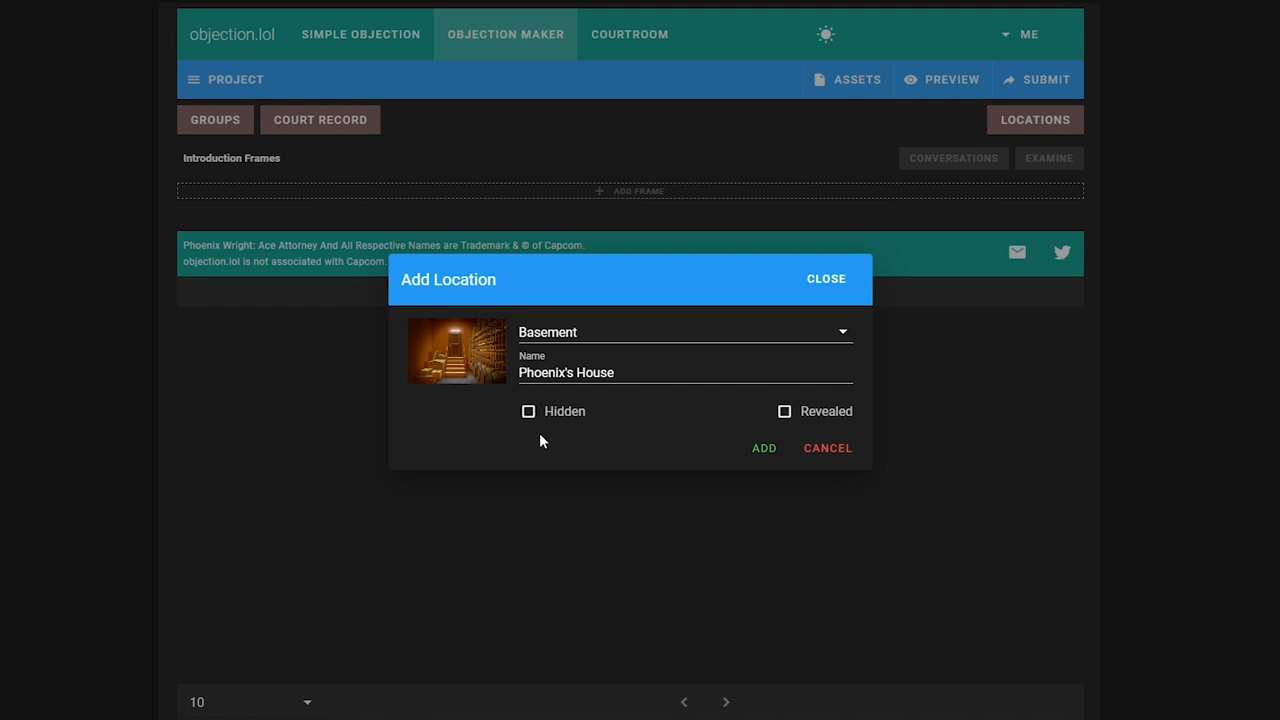 objection.lol SIMPLE OBJECTION OBJECTION MAKER COURTROOM ME
PROJECT ASSETS PREVIEW SUBMIT
GROUPS COURT RECORD LOCATIONS
Introduction Frames CONVERSATIONS EXAMINE
ADD FRAME
Phoenix Wright: Ace Attorney And All Respective Names are Trademark & © of Capcom.
objection.lol is not associated with Capcom.
Add Location CLOSE
Basement
Name
Phoenix's House
Hidden Revealed
ADD CANCEL
10